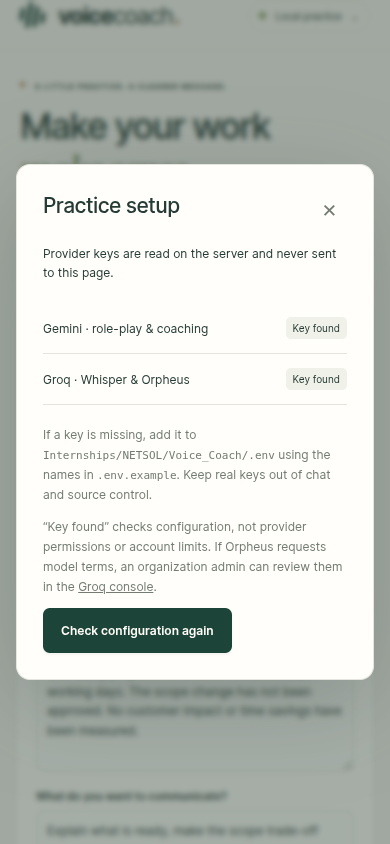 voicecoach.
Local practice
A LITTLE PRACTICE. A CLEARER MESSAGE.
Make your work
Practice setup
✕
Provider keys are read on the server and never sent
to this page.
Gemini · role-play & coaching
Key found
Groq · Whisper & Orpheus
Key found
If a key is missing, add it to
Internships/NETSOL/Voice_Coach/.env using the
names in .env.example. Keep real keys out of chat
and source control.
“Key found” checks configuration, not provider
permissions or account limits. If Orpheus requests
model terms, an organization admin can review them
in the Groq console.
Check configuration again
working days. The scope change has not been
approved. No customer impact or time savings have
been measured.
What do you want to communicate?
Explain what is ready, make the scope trade-off